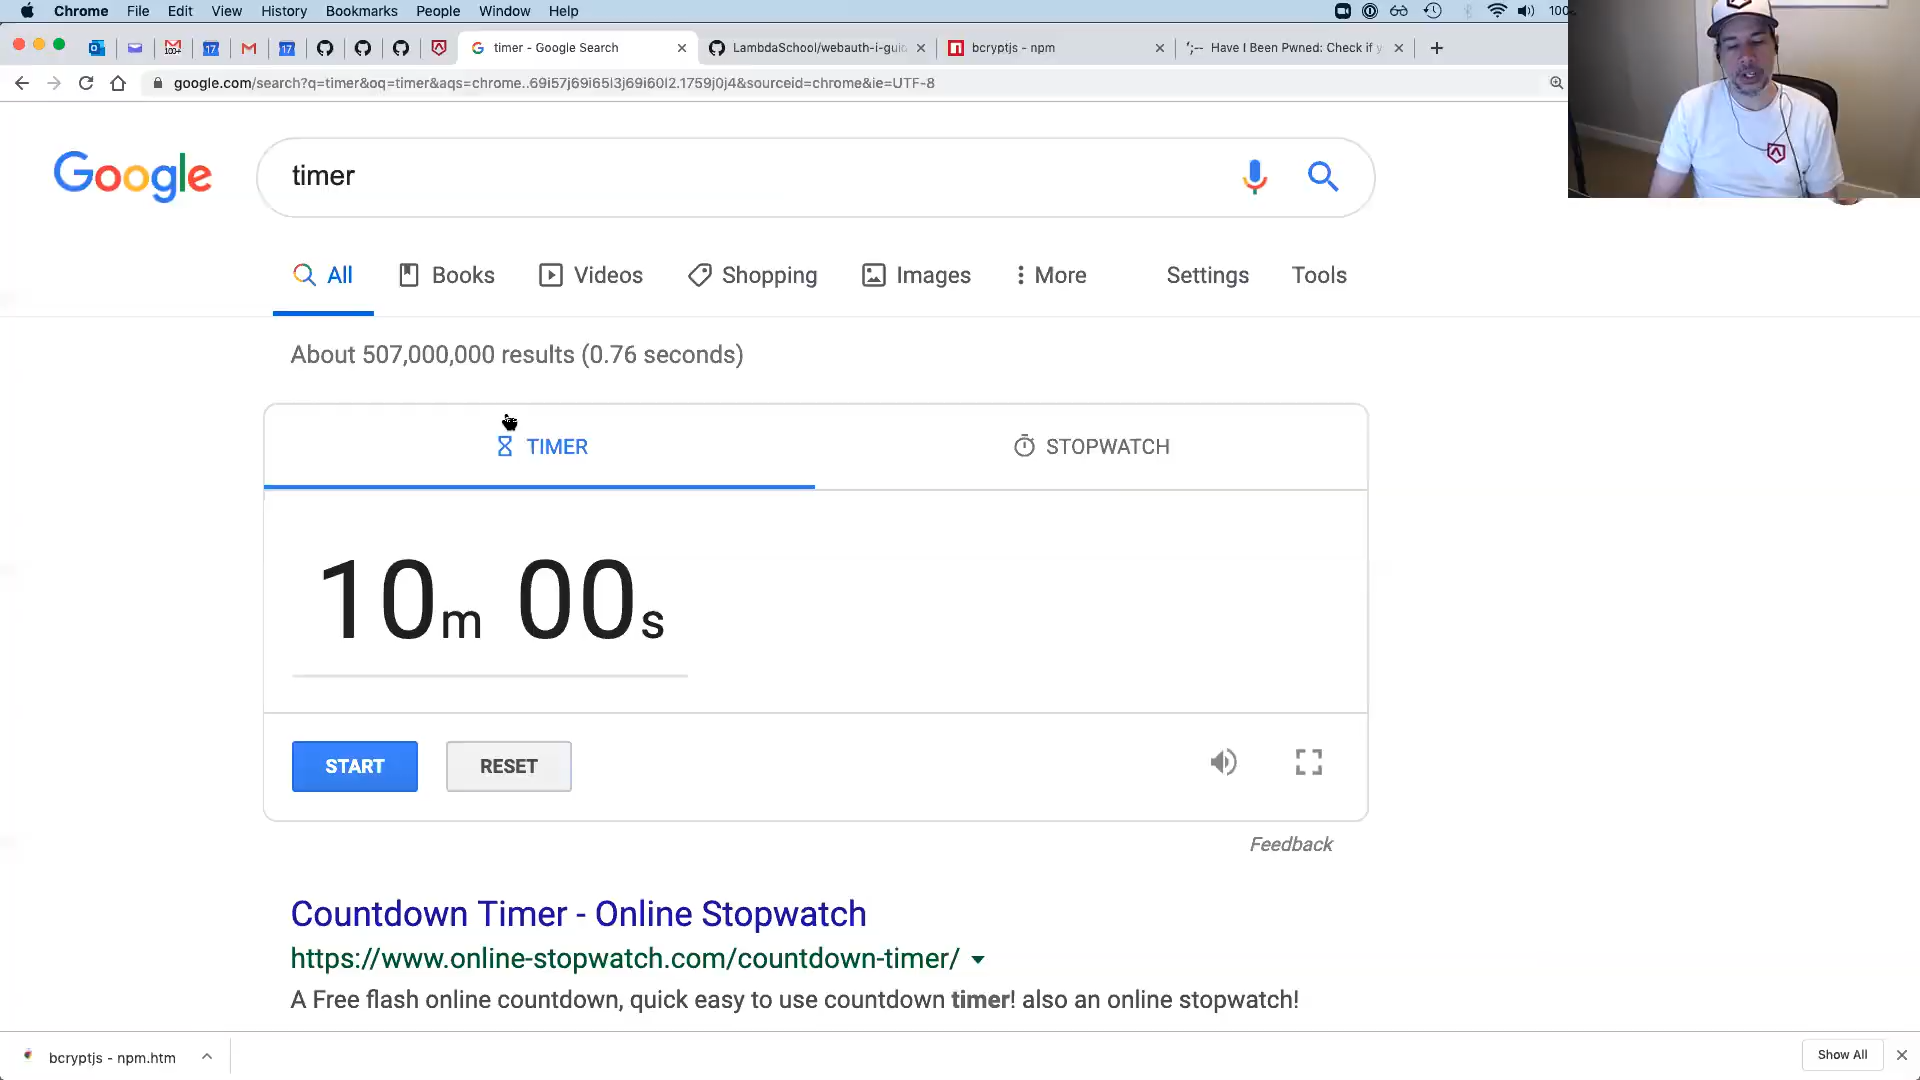 Chrome File Edit View History Bookmarks People Window Help
timer - Google Search
LambdaSchool/webauth-i-guid
bcryptjs - npm
Have I Been Pwned: Check if y
google.com/search?q=timer&oq=timer&aqs=chrome..69i57j69i65l3j69i60l2.1759j0j4&sourceid=chrome&ie=UTF-8
Google
timer
All Books Videos Shopping Images More Settings Tools
About 507,000,000 results (0.76 seconds)
TIMER STOPWATCH
10m 00s
START RESET
Feedback
Countdown Timer - Online Stopwatch
https://www.online-stopwatch.com/countdown-timer/
A Free flash online countdown, quick easy to use countdown timer! also an online stopwatch!
bcryptjs - npm.htm
Show All